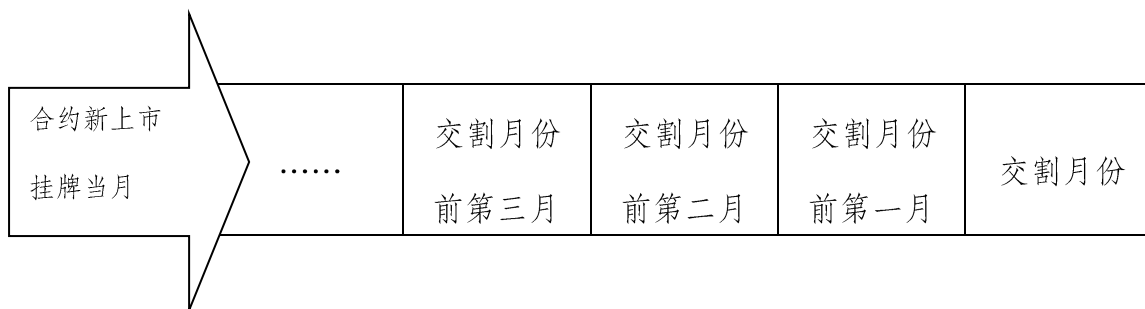 合约新上市
挂牌当月
……
交割月份
前第三月
交割月份
前第二月
交割月份
前第一月
交割月份